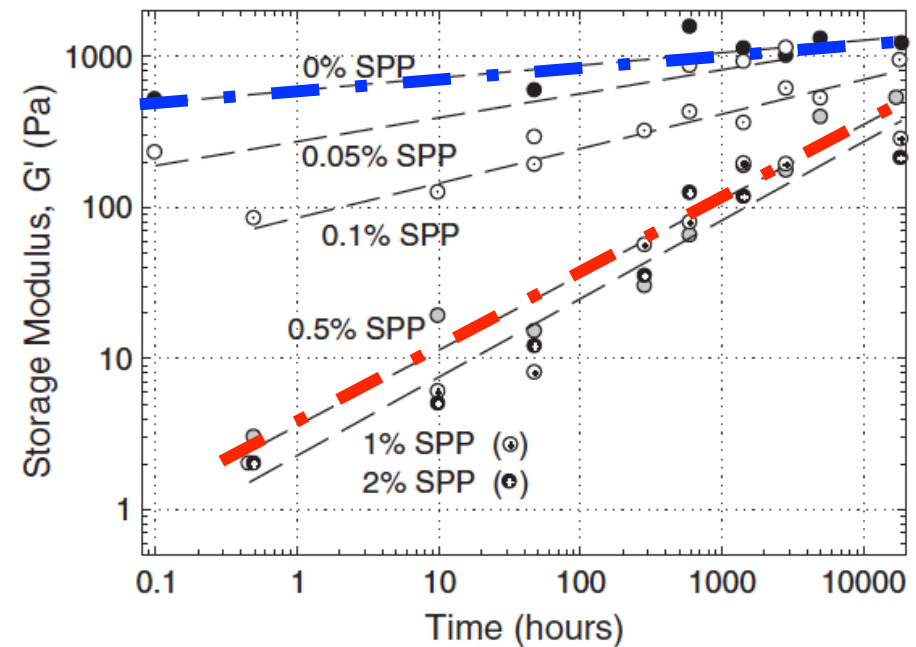 1000
100
10
1
Storage Modulus, G' (Pa)
0% SPP
0.05% SPP
0.1% SPP
0.5% SPP
1% SPP ( )
2% SPP ( )
0.1 1 10 100 1000 10000
Time (hours)